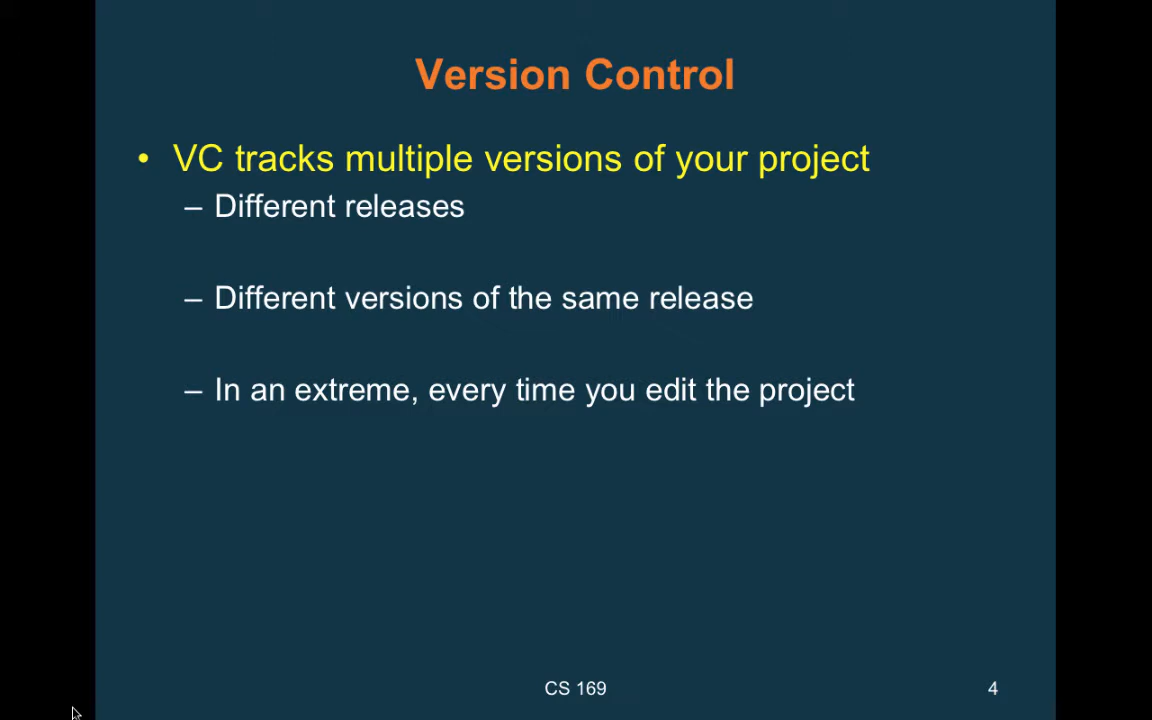 Version Control
• VC tracks multiple versions of your project
– Different releases
– Different versions of the same release
– In an extreme, every time you edit the project
CS 169
4